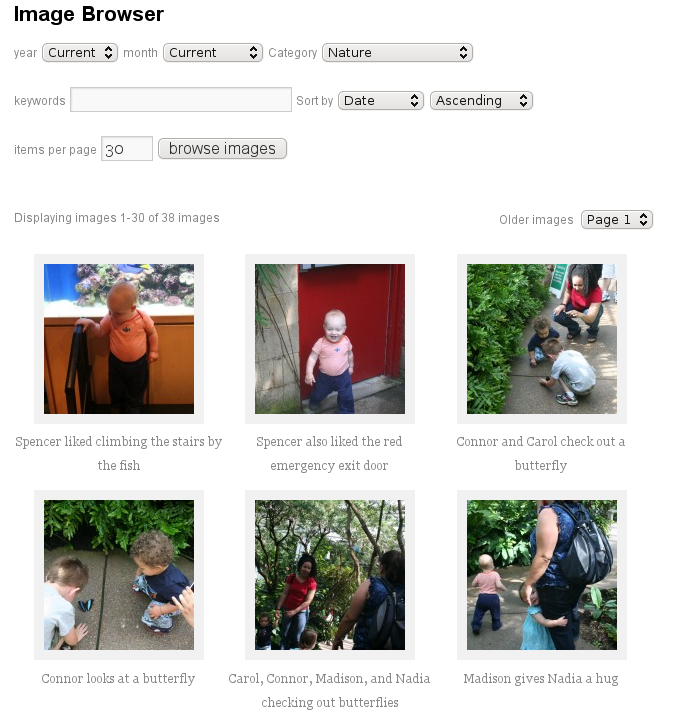 Image Browser
year Current month Current Category Nature
keywords Sort by Date Ascending
items per page 30 browse images
Displaying images 1-30 of 38 images Older images Page 1
Spencer liked climbing the stairs by
the fish
Spencer also liked the red
emergency exit door
Connor and Carol check out a
butterfly
Connor looks at a butterfly
Carol, Connor, Madison, and Nadia
checking out butterflies
Madison gives Nadia a hug